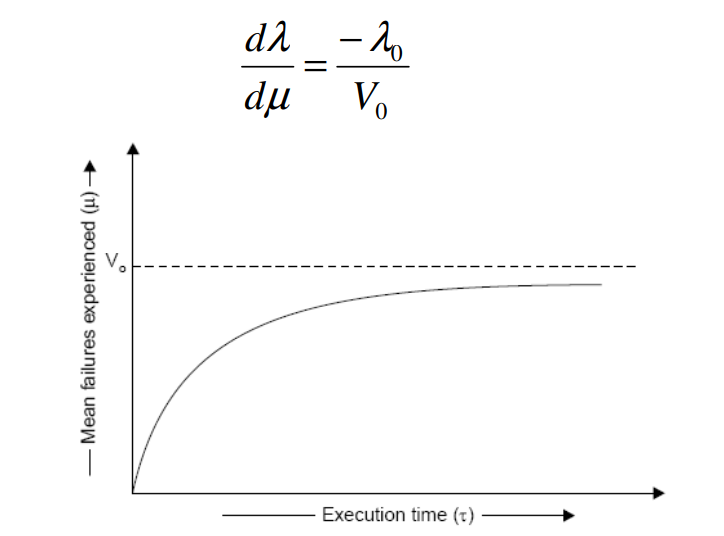 dλ/dμ = −λ₀/V₀
Mean failures experienced (μ)
V₀
Execution time (τ)